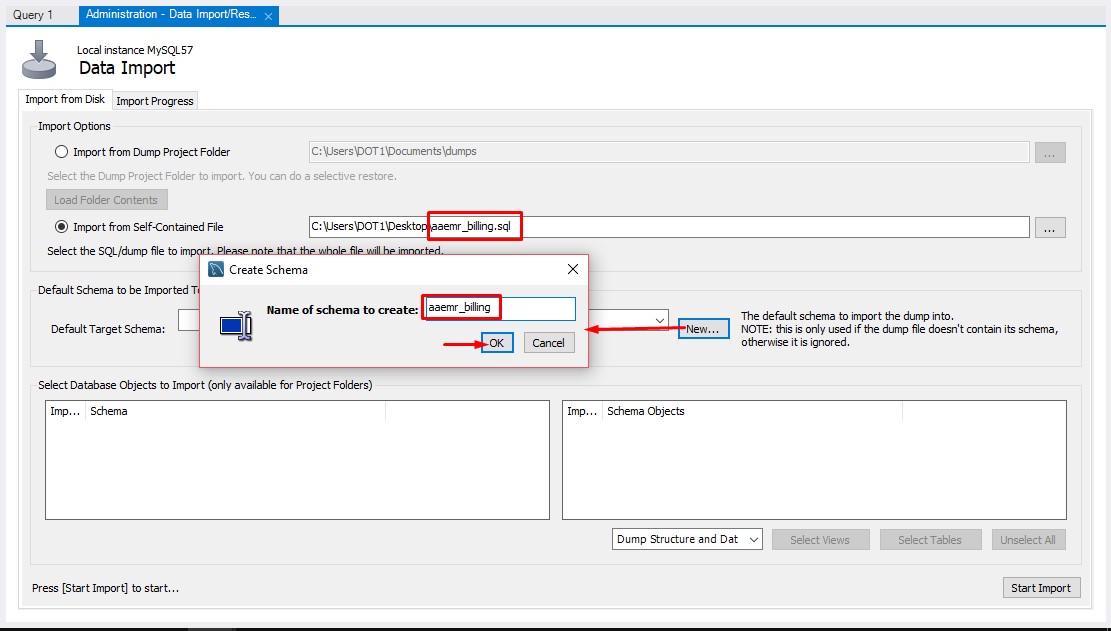 Query 1
Administration - Data Import/Res...
Local instance MySQL57
Data Import
Import from Disk
Import Progress
Import Options
Import from Dump Project Folder
C:\Users\DOT1\Documents\dumps
...
Select the Dump Project Folder to import. You can do a selective restore.
Load Folder Contents
Import from Self-Contained File
C:\Users\DOT1\Desktop\aaemr_billing.sql
...
Select the SQL/dump file to import. Please note that the whole file will be imported.
Create Schema
Name of schema to create:
aaemr_billing
OK
Cancel
Default Schema to be Imported T
Default Target Schema:
New...
The default schema to import the dump into.
NOTE: this is only used if the dump file doesn't contain its schema,
otherwise it is ignored.
Select Database Objects to Import (only available for Project Folders)
Imp... Schema
Imp... Schema Objects
Dump Structure and Dat
Select Views
Select Tables
Unselect All
Press [Start Import] to start...
Start Import